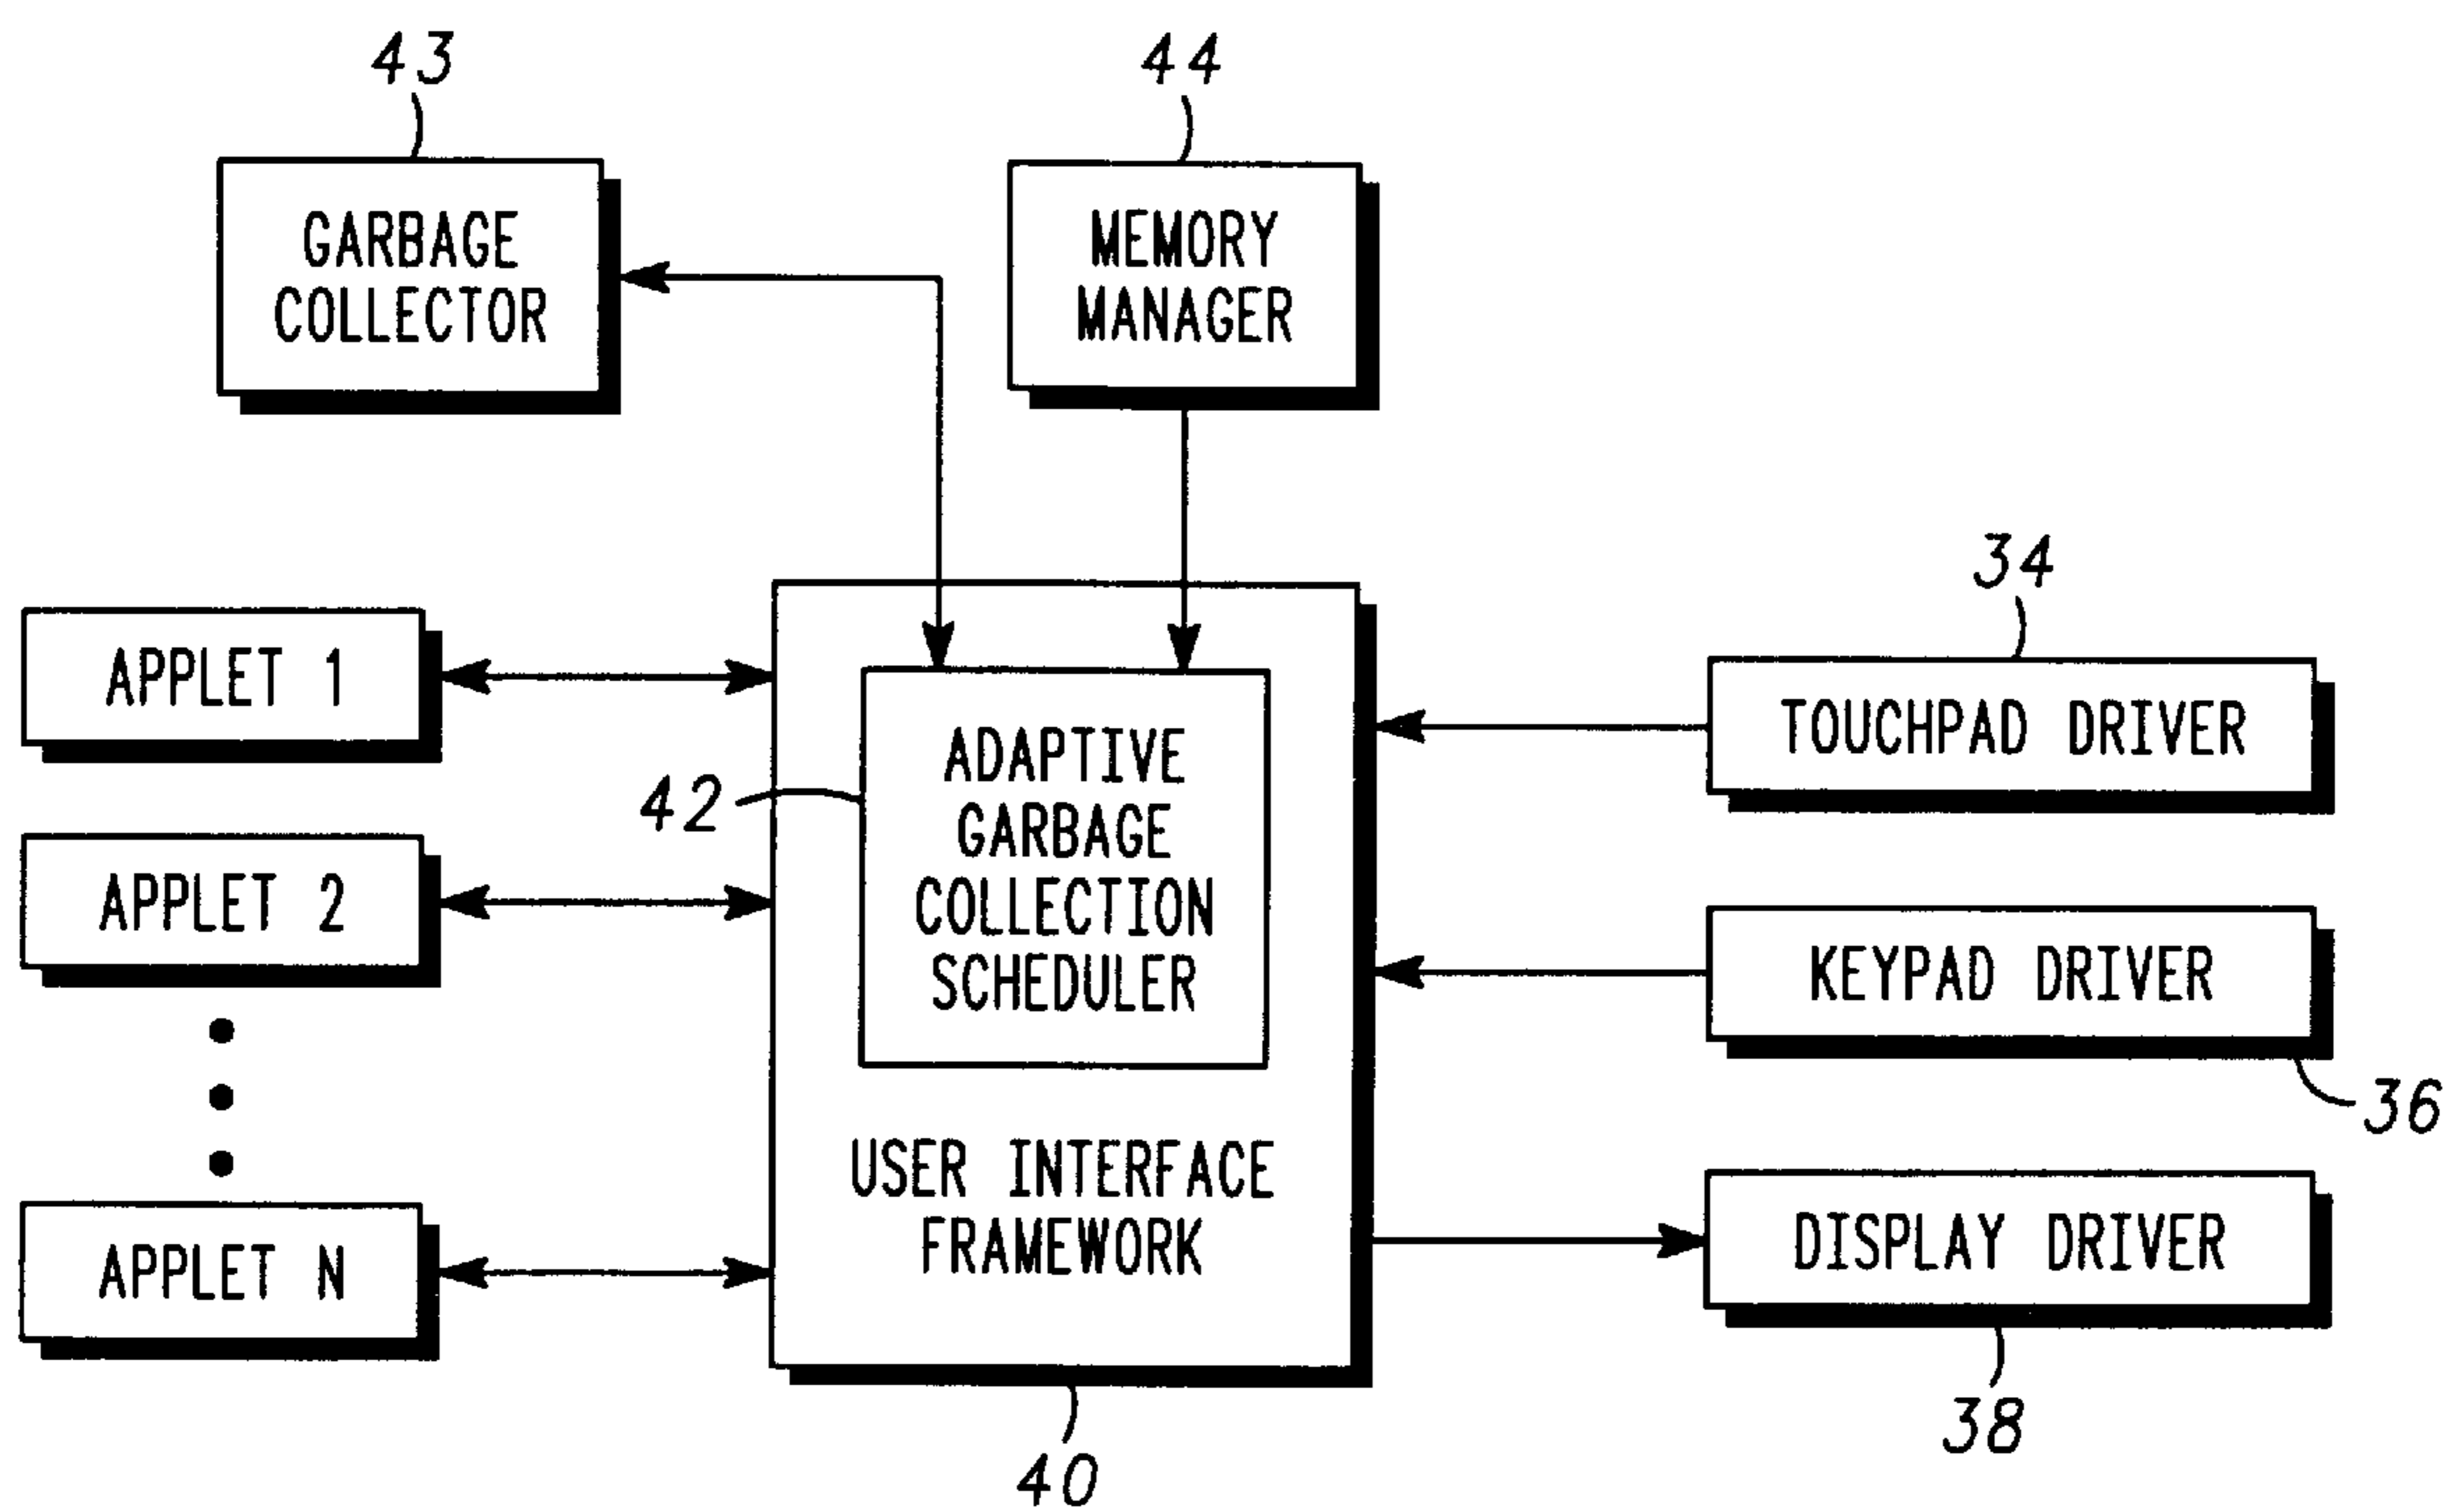 43
44
GARBAGE
COLLECTOR
MEMORY
MANAGER
34
APPLET 1
TOUCHPAD DRIVER
42
ADAPTIVE
GARBAGE
COLLECTION
SCHEDULER
APPLET 2
KEYPAD DRIVER
36
USER INTERFACE
FRAMEWORK
APPLET N
DISPLAY DRIVER
38
40